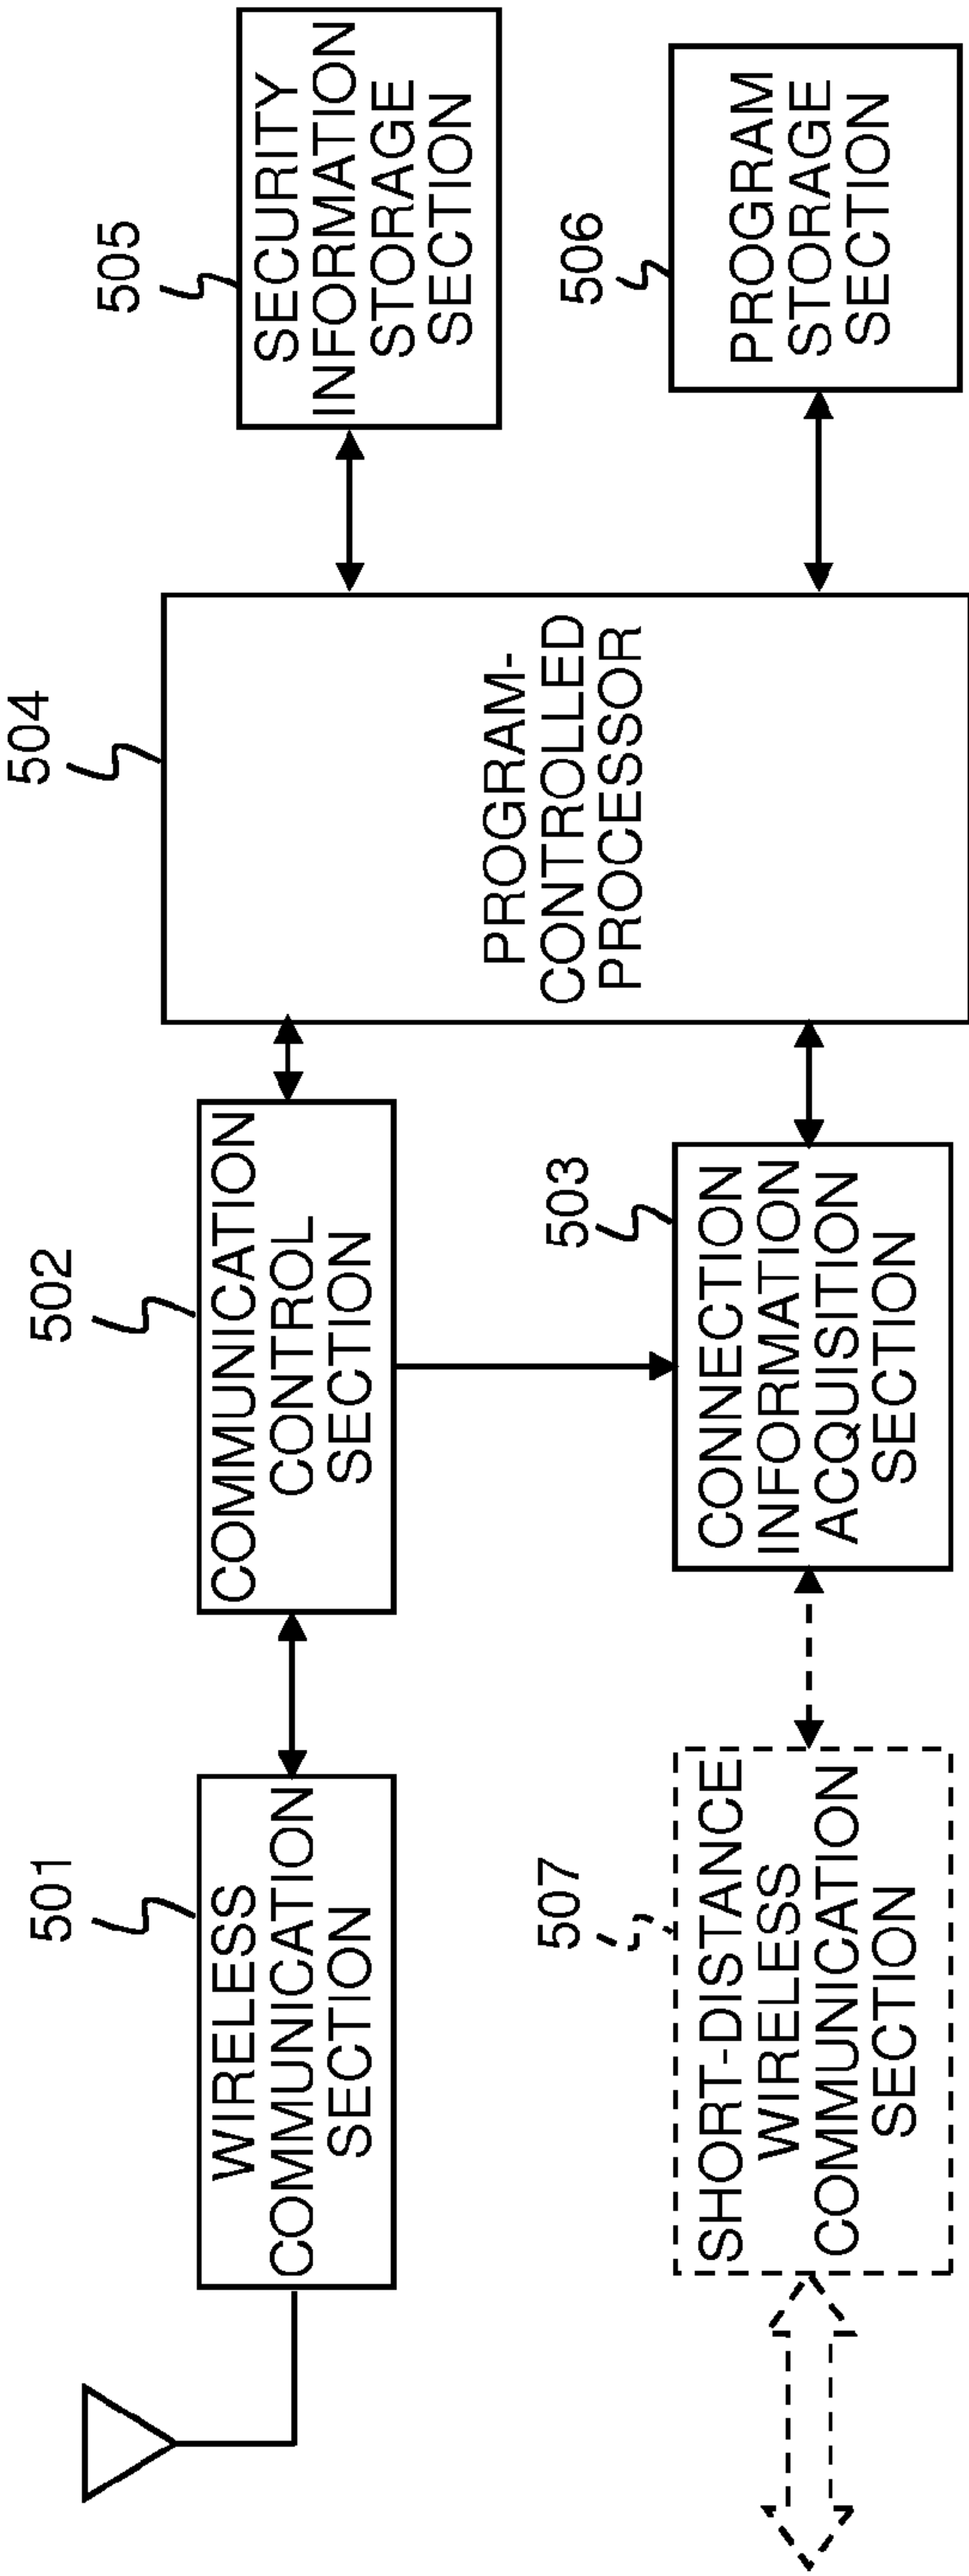 501
WIRELESS
COMMUNICATION
SECTION
502
COMMUNICATION
CONTROL
SECTION
504
PROGRAM-
CONTROLLED
PROCESSOR
505
SECURITY
INFORMATION
STORAGE
SECTION
507
SHORT-DISTANCE
WIRELESS
COMMUNICATION
SECTION
503
CONNECTION
INFORMATION
ACQUISITION
SECTION
506
PROGRAM
STORAGE
SECTION